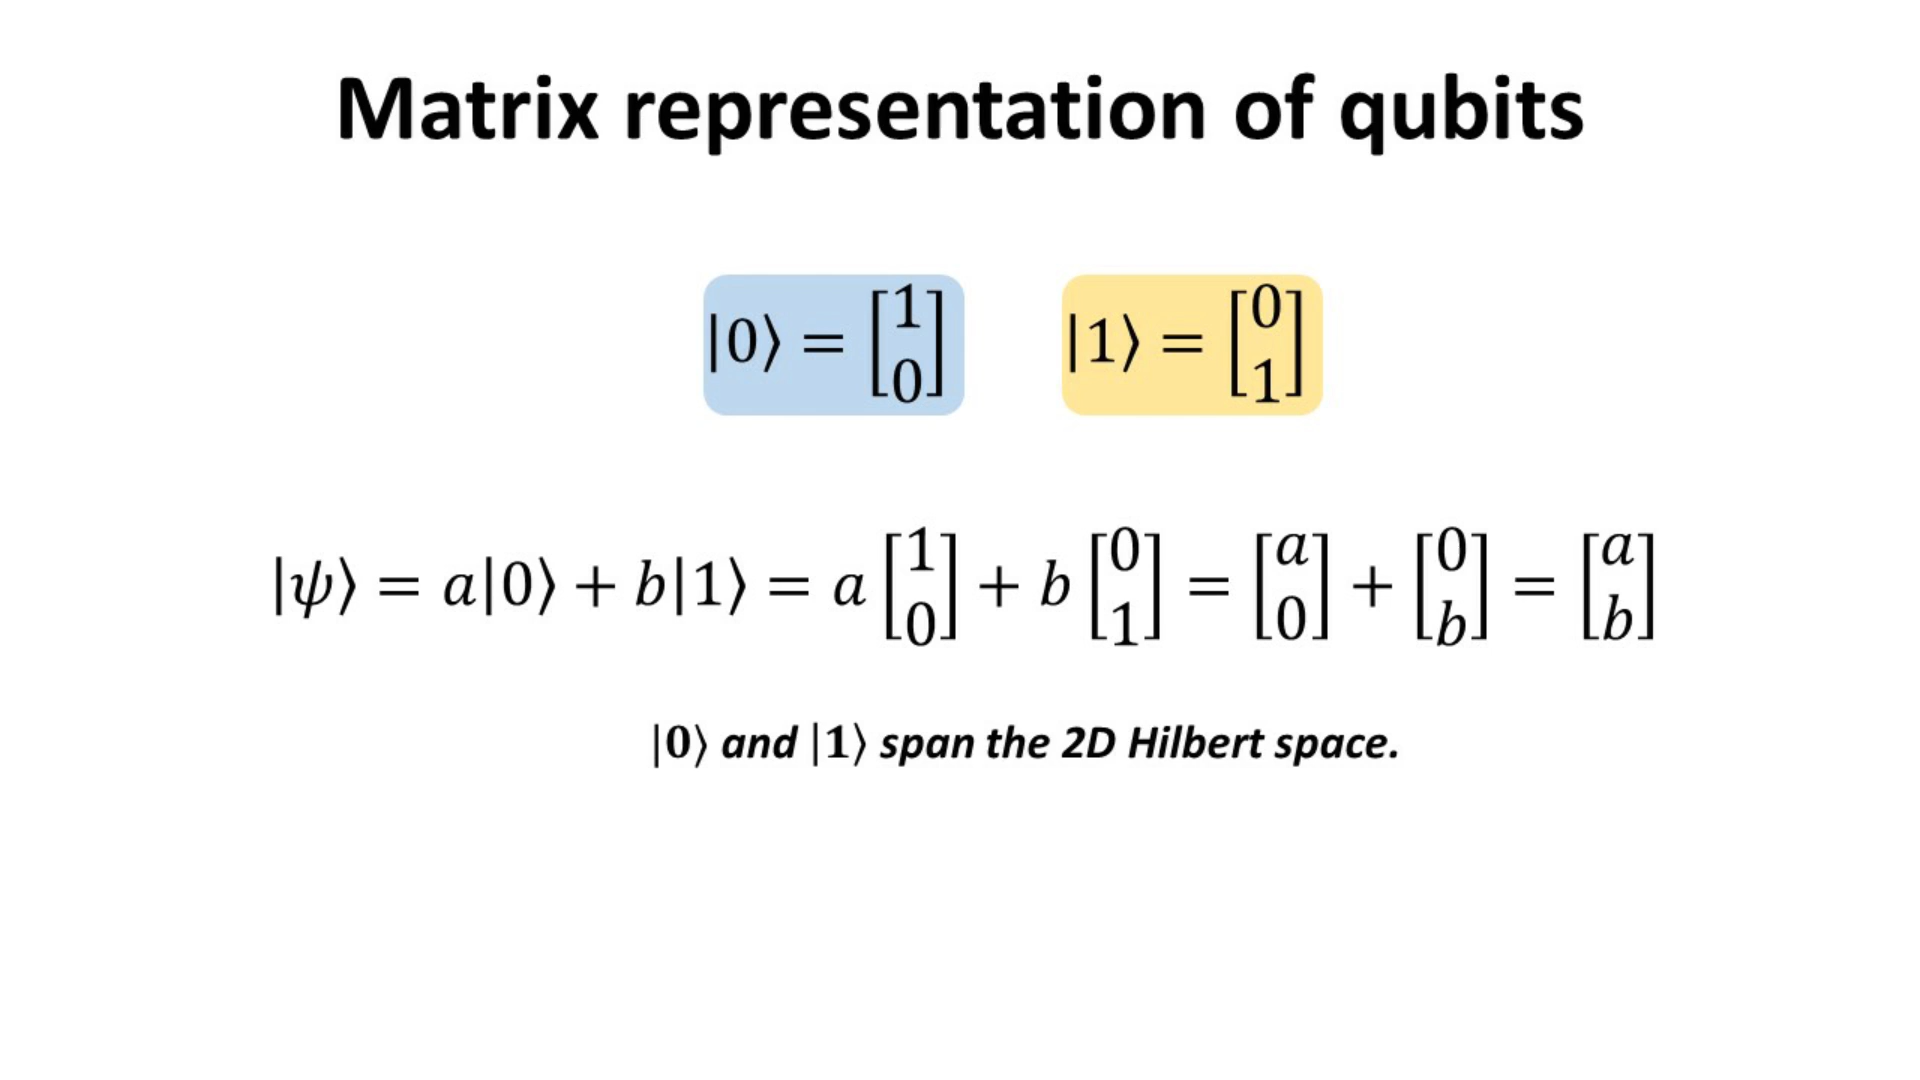 Matrix representation of qubits
|0⟩ = [1 0] |1⟩ = [0 1]
|ψ⟩ = a|0⟩ + b|1⟩ = a [1 0] + b [0 1] = [a 0] + [0 b] = [a b]
|0⟩ and |1⟩ span the 2D Hilbert space.